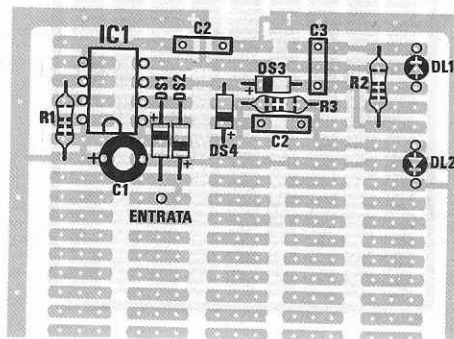 IC1
C2
C3
DL1
R1
DS1
DS2
DS3
R2
R3
C2
DS4
DL2
C1
ENTRATA
+
+
+
+
+